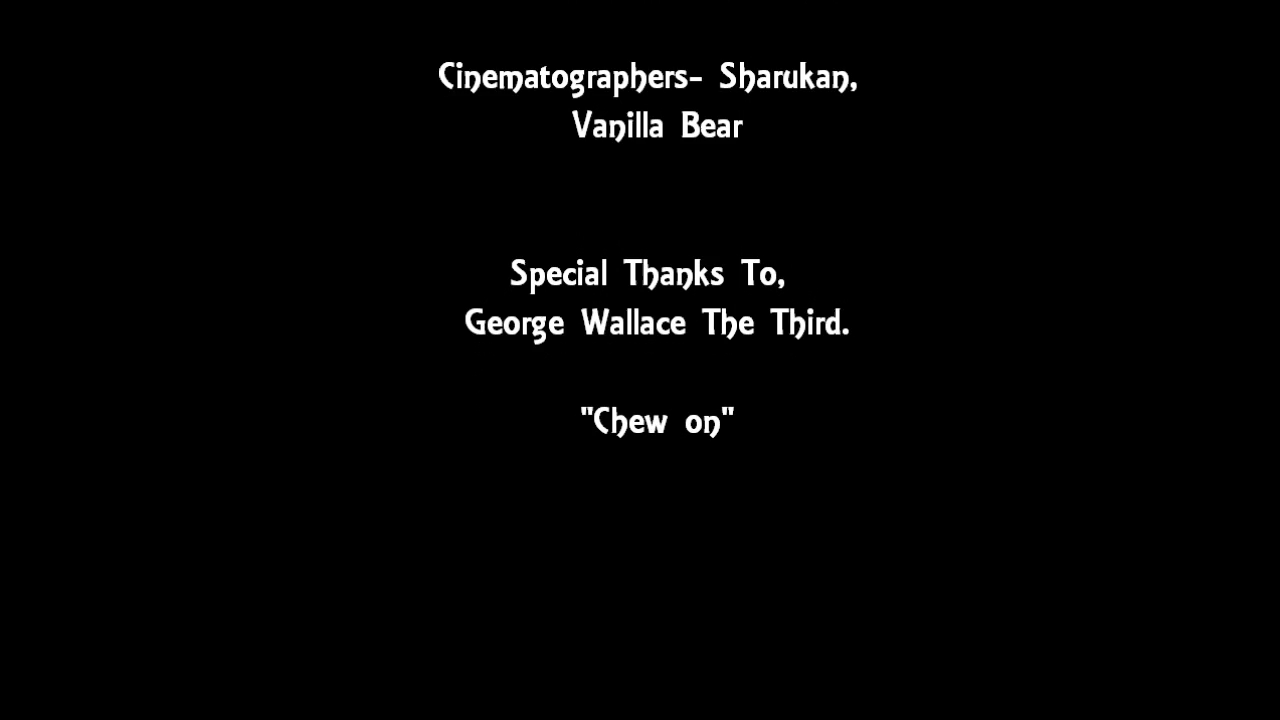 Cinematographers- Sharukan,
Vanilla Bear
Special Thanks To,
George Wallace The Third.
"Chew on"